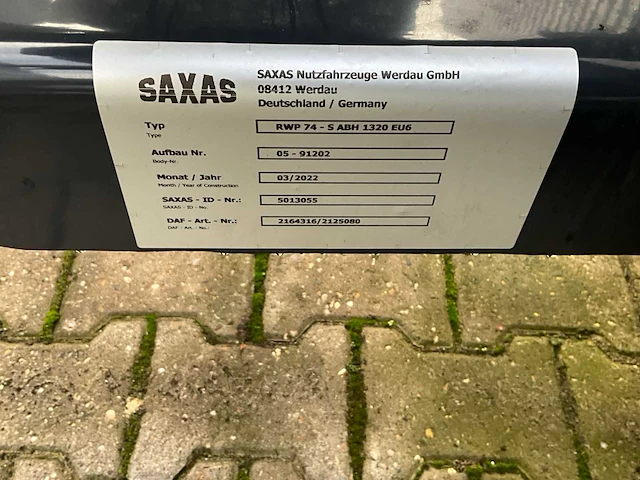 SAXAS
SAXAS Nutzfahrzeuge Werdau GmbH
08412 Werdau
Deutschland / Germany
Typ RWP 74 - S ABH 1320 EU6
Type
Aufbau Nr. 05 - 91202
Body-Nr.
Monat / Jahr 03/2022
Month / Year of Construction
SAXAS - ID - Nr.: 5013055
SAXAS - ID - No.
DAF - Art. - Nr.: 2164316/2125080
DAF - Art. - No.: